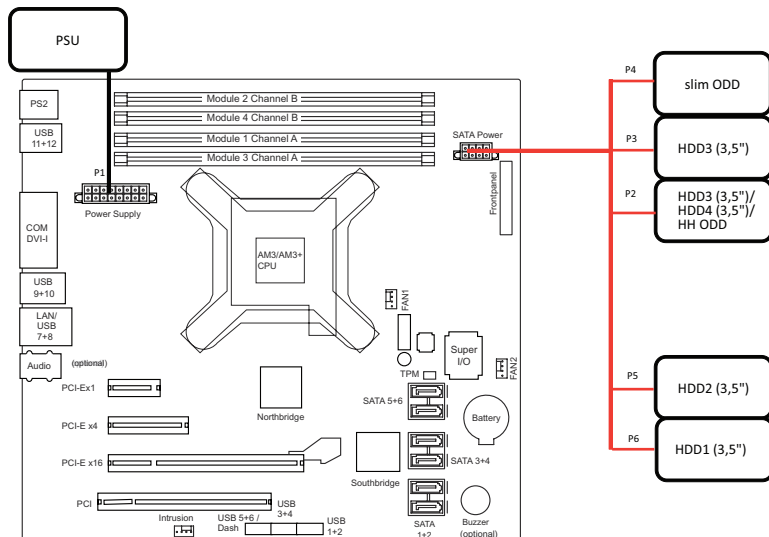 PSU
PS2
USB
11+12
Module 2 Channel B
Module 4 Channel B
Module 1 Channel A
Module 3 Channel A
P1
Power Supply
SATA Power
Frontpanel
COM
DVI-I
AM3/AM3+
CPU
USB
9+10
LAN/
USB
7+8
Audio
(optional)
FAN1
Super
I/O
FAN2
TPM
PCI-Ex1
Northbridge
SATA 5+6
Battery
PCI-E x4
PCI-E x16
SATA 3+4
Southbridge
PCI
USB
3+4
Intrusion
USB 5+6 /
Dash
USB
1+2
SATA
1+2
Buzzer
(optional)
P4
slim ODD
P3
HDD3 (3,5")
P2
HDD3 (3,5")/
HDD4 (3,5")/
HH ODD
P5
HDD2 (3,5")
P6
HDD1 (3,5")